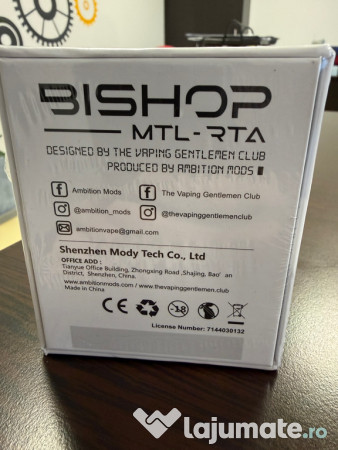 BISHOP
MTL-RTA
DESIGNED BY THE VAPING GENTLEMEN CLUB
PRODUCED BY AMBITION MODS
Ambition Mods
The Vaping Gentlemen Club
@ambition_mods
@thevapinggentlemenclub
ambitionvape@gmail.com
Shenzhen Mody Tech Co., Ltd
OFFICE ADD :
Tianyue Office Building, Zhongxing Road ,Shajing, Bao' an
District, Shenzhen, China.
www.ambitionmods.com / www.thevapinggentlemen.club
Made in China.
CE
-18
License Number: 7144030132
Lajumate.ro